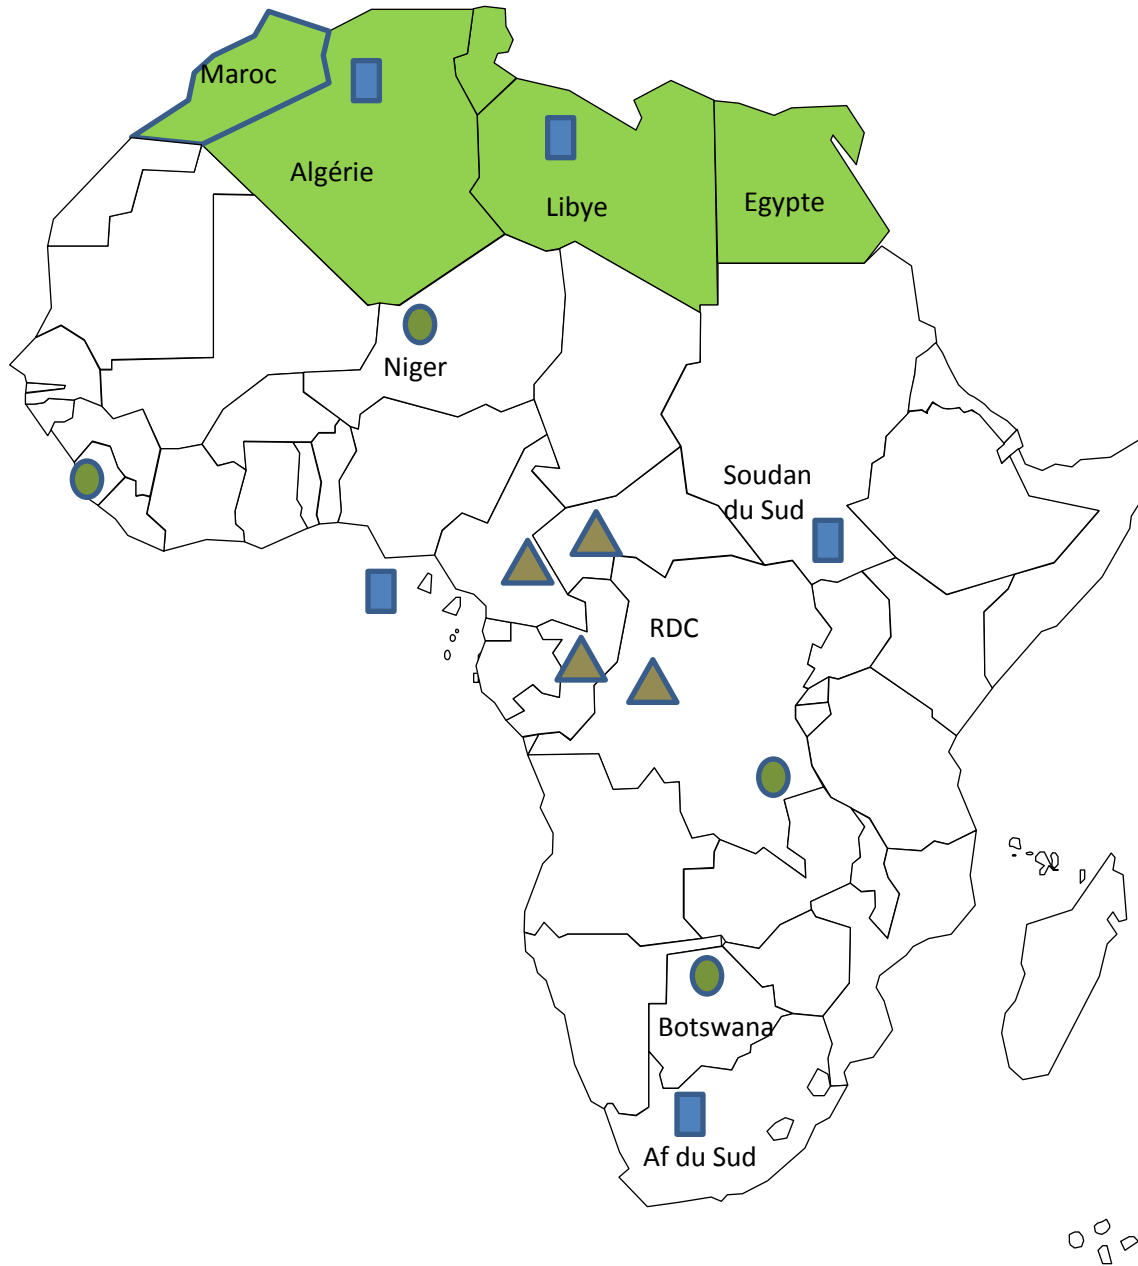 Maroc
Algérie
Libye
Egypte
Niger
Soudan
du Sud
RDC
Botswana
Af du Sud